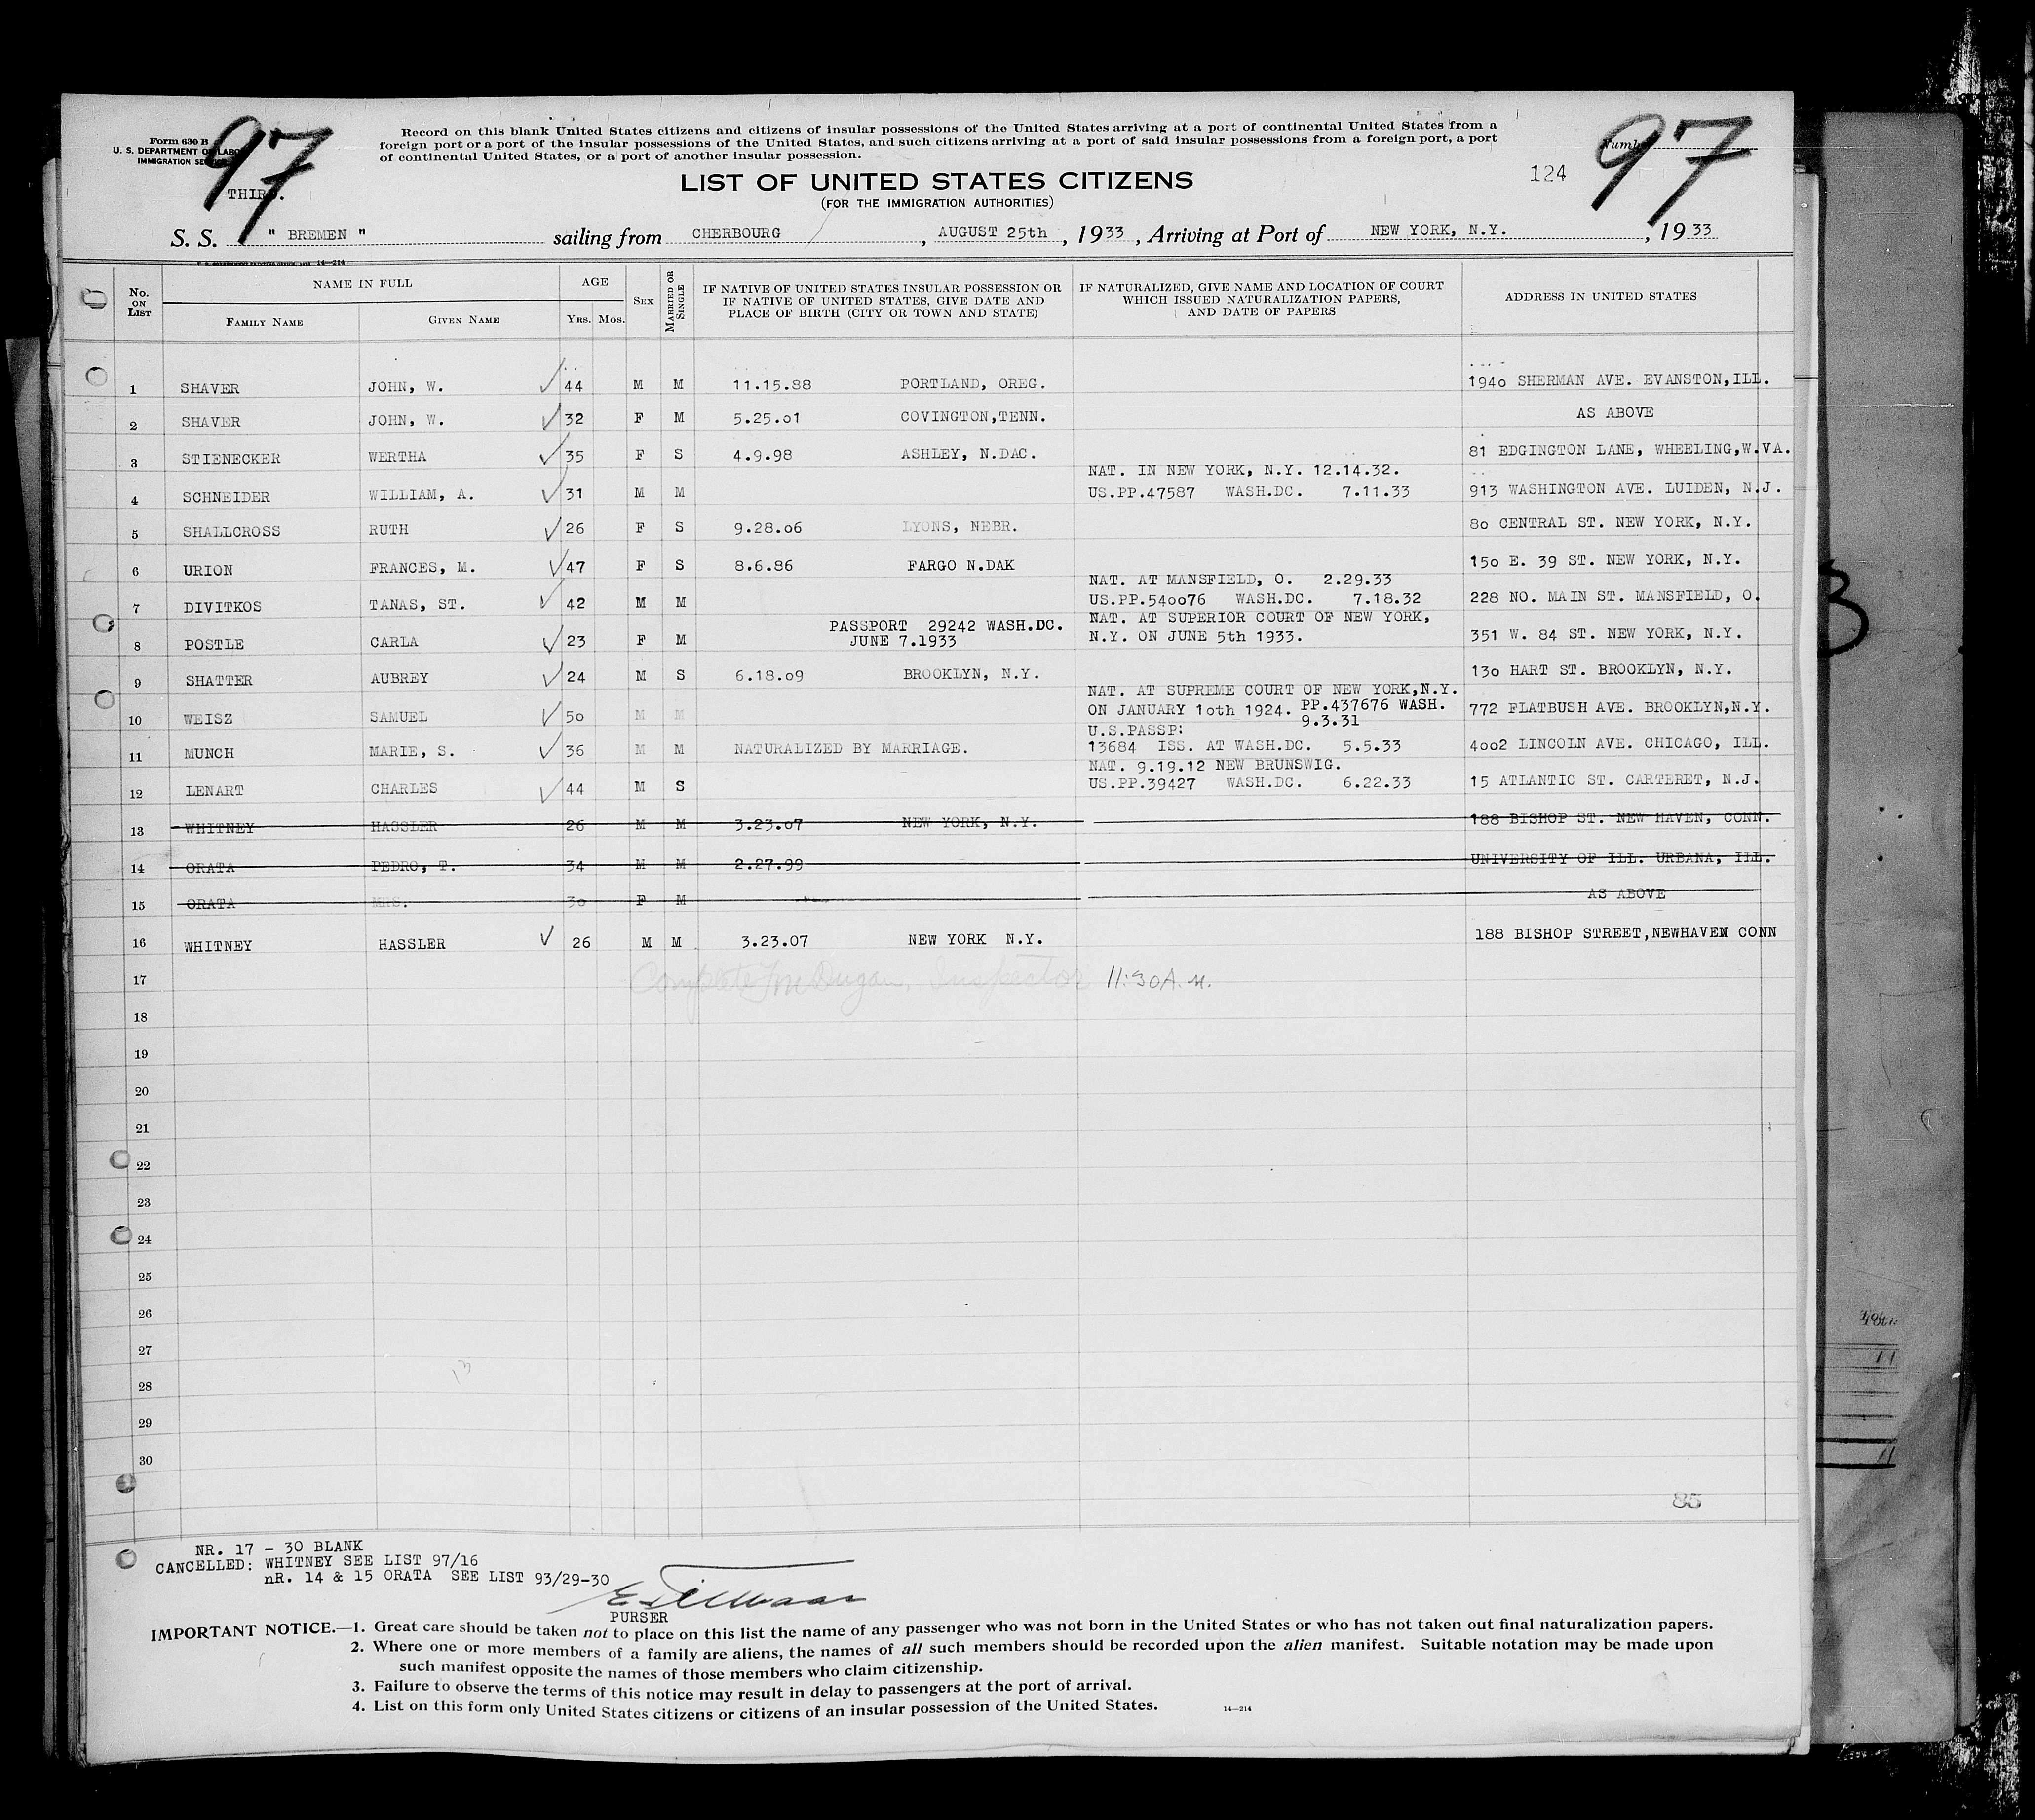 97
97
Form 630 B
U. S. DEPARTMENT OF LABOR
IMMIGRATION
Record on this blank United States citizens and citizens of insular possessions of the United States arriving at a port of continental United States from a
foreign port or a port of the insular possessions of the United States, and such citizens arriving at a port of said insular possessions from a foreign port, a port
of continental United States, or a port of another insular possession.
THIRD.
124
LIST OF UNITED STATES CITIZENS
(FOR THE IMMIGRATION AUTHORITIES)
S. S. " BREMEN " sailing from CHERBOURG , AUGUST 25th , 1933 , Arriving at Port of NEW YORK, N.Y. , 1933
14—214
No. ON LIST
NAME IN FULL
FAMILY NAME GIVEN NAME
AGE
YRS. MOS.
SEX
MARRIED OR SINGLE
IF NATIVE OF UNITED STATES INSULAR POSSESSION OR
IF NATIVE OF UNITED STATES, GIVE DATE AND
PLACE OF BIRTH (CITY OR TOWN AND STATE)
IF NATURALIZED, GIVE NAME AND LOCATION OF COURT
WHICH ISSUED NATURALIZATION PAPERS,
AND DATE OF PAPERS
ADDRESS IN UNITED STATES
1 SHAVER JOHN, W. 44 M M 11.15.88 PORTLAND, OREG. 1940 SHERMAN AVE. EVANSTON,ILL.
2 SHAVER JOHN, W. 32 F M 5.25.01 COVINGTON,TENN. AS ABOVE
3 STIENECKER WERTHA 35 F S 4.9.98 ASHLEY, N.DAC. 81 EDGINGTON LANE, WHEELING,W.VA.
NAT. IN NEW YORK, N.Y. 12.14.32.
4 SCHNEIDER WILLIAM, A. 31 M M US.PP.47587 WASH.DC. 7.11.33 913 WASHINGTON AVE. LUIDEN, N.J.
5 SHALLCROSS RUTH 26 F S 9.28.06 LYONS, NEBR. 80 CENTRAL ST. NEW YORK, N.Y.
6 URION FRANCES, M. 47 F S 8.6.86 FARGO N.DAK 150 E. 39 ST. NEW YORK, N.Y.
NAT. AT MANSFIELD, O. 2.29.33
7 DIVITKOS TANAS, ST. 42 M M US.PP.540076 WASH.DC. 7.18.32 228 NO. MAIN ST. MANSFIELD, O.
PASSPORT 29242 WASH.DC. NAT. AT SUPERIOR COURT OF NEW YORK,
8 POSTLE CARLA 23 F M JUNE 7.1933 N.Y. ON JUNE 5th 1933. 351 W. 84 ST. NEW YORK, N.Y.
9 SHATTER AUBREY 24 M S 6.18.09 BROOKLYN, N.Y. 130 HART ST. BROOKLYN, N.Y.
NAT. AT SUPREME COURT OF NEW YORK,N.Y.
10 WEISZ SAMUEL 50 M M ON JANUARY 10th 1924. PP.437676 WASH. 772 FLATBUSH AVE. BROOKLYN,N.Y.
9.3.31
U.S.PASSP:
11 MUNCH MARIE, S. 36 M M NATURALIZED BY MARRIAGE. 13684 ISS. AT WASH.DC. 5.5.33 4002 LINCOLN AVE. CHICAGO, ILL.
NAT. 9.19.12 NEW BRUNSWIG.
12 LENART CHARLES 44 M S US.PP.39427 WASH.DC. 6.22.33 15 ATLANTIC ST. CARTERET, N.J.
13 WHITNEY HASSLER 26 M M 3.23.07 NEW YORK, N.Y. 188 BISHOP ST. NEW HAVEN, CONN.
14 ORATA PEDRO, T. 34 M M 2.27.99 UNIVERSITY OF ILL. URBANA, ILL.
15 ORATA MRS. 30 F M AS ABOVE
16 WHITNEY HASSLER 26 M M 3.23.07 NEW YORK N.Y. 188 BISHOP STREET,NEWHAVEN CONN
17 Inspector 11:30 A.M.
18
19
20
21
22
23
24
25
26
27
28
29
30
85
NR. 17 - 30 BLANK
CANCELLED: WHITNEY SEE LIST 97/16
nR. 14 & 15 ORATA SEE LIST 93/29-30
PURSER
IMPORTANT NOTICE.—1. Great care should be taken not to place on this list the name of any passenger who was not born in the United States or who has not taken out final naturalization papers.
2. Where one or more members of a family are aliens, the names of all such members should be recorded upon the alien manifest. Suitable notation may be made upon
such manifest opposite the names of those members who claim citizenship.
3. Failure to observe the terms of this notice may result in delay to passengers at the port of arrival.
4. List on this form only United States citizens or citizens of an insular possession of the United States.
14—214